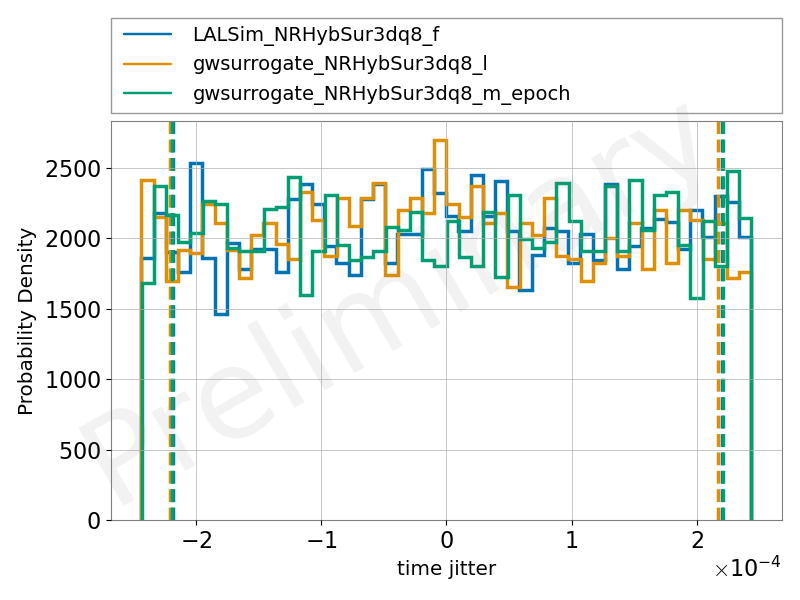 LALSim_NRHybSur3dq8_f
gwsurrogate_NRHybSur3dq8_l
gwsurrogate_NRHybSur3dq8_m_epoch
Preliminary
Probability Density
2500
2000
1500
1000
500
0
−2 −1 0 1 2
time jitter
×10⁻⁴